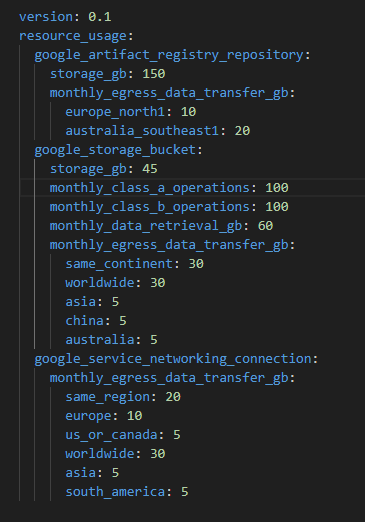 version: 0.1
resource_usage:
  google_artifact_registry_repository:
    storage_gb: 150
    monthly_egress_data_transfer_gb:
      europe_north1: 10
      australia_southeast1: 20
  google_storage_bucket:
    storage_gb: 45
    monthly_class_a_operations: 100
    monthly_class_b_operations: 100
    monthly_data_retrieval_gb: 60
    monthly_egress_data_transfer_gb:
      same_continent: 30
      worldwide: 30
      asia: 5
      china: 5
      australia: 5
  google_service_networking_connection:
    monthly_egress_data_transfer_gb:
      same_region: 20
      europe: 10
      us_or_canada: 5
      worldwide: 30
      asia: 5
      south_america: 5